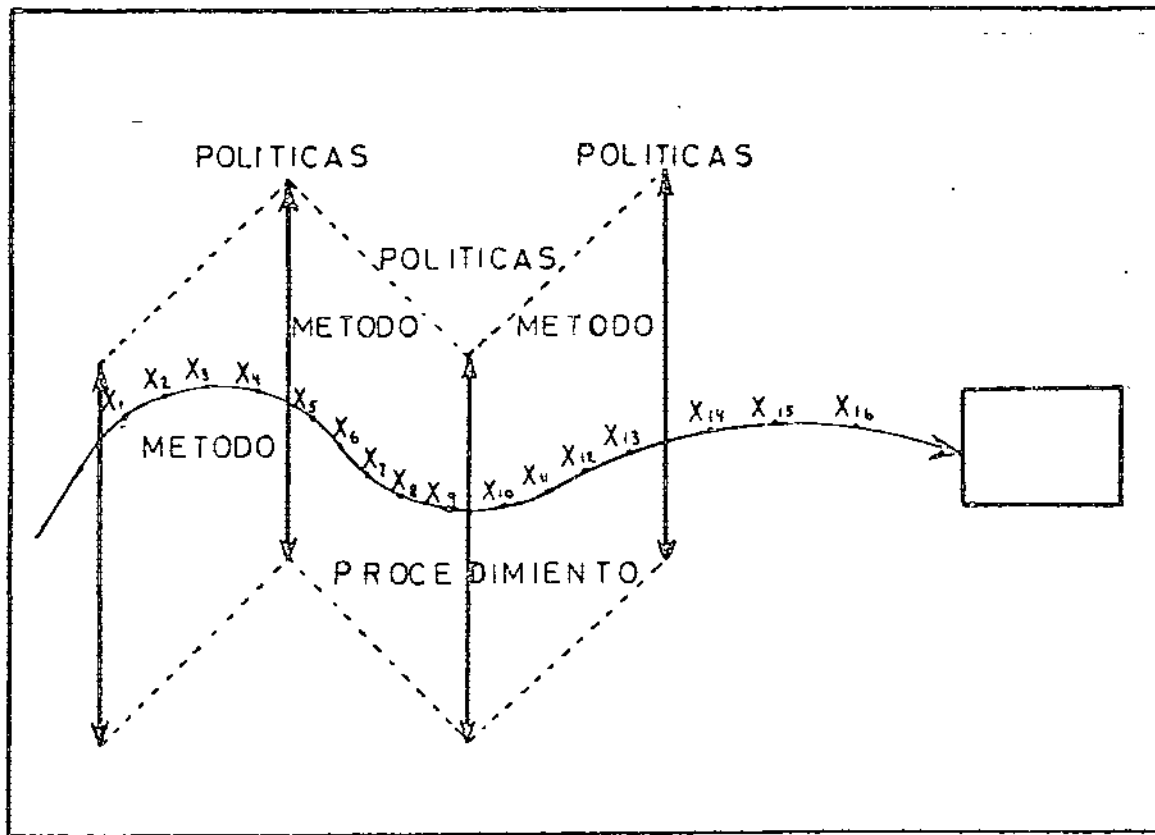 POLITICAS POLITICAS
POLITICAS
METODO METODO
X₁ X₂ X₃ X₄ X₅ X₆ X₇ X₈ X₉ X₁₀ X₁₁ X₁₂ X₁₃ X₁₄ X₁₅ X₁₆
METODO
PROCEDIMIENTO